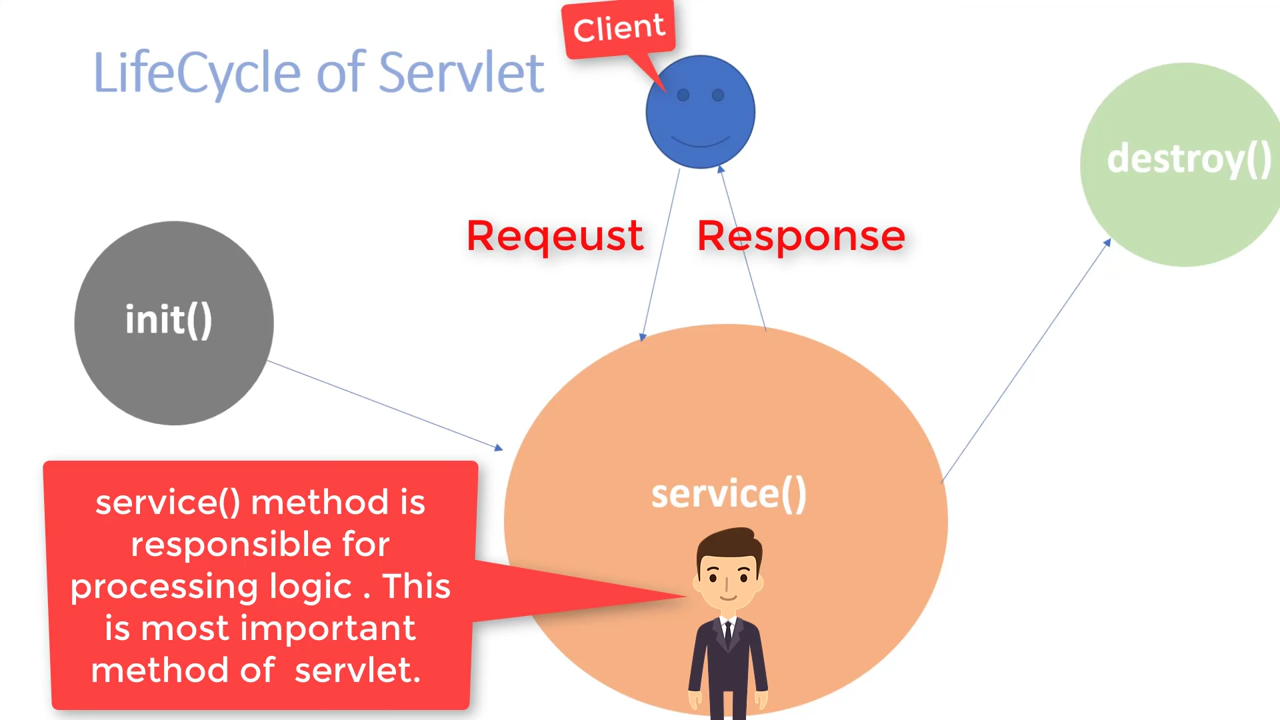 Client
LifeCycle of Servlet
destroy()
Reqeust
Response
init()
service()
service() method is
responsible for
processing logic . This
is most important
method of servlet.